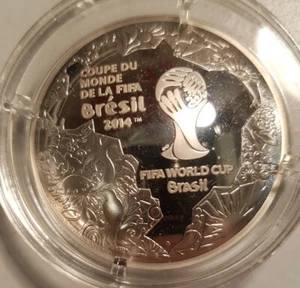 COUPE DU
MONDE
DE LA FIFA
Brésil
2014™
FIFA WORLD CUP
Brasil